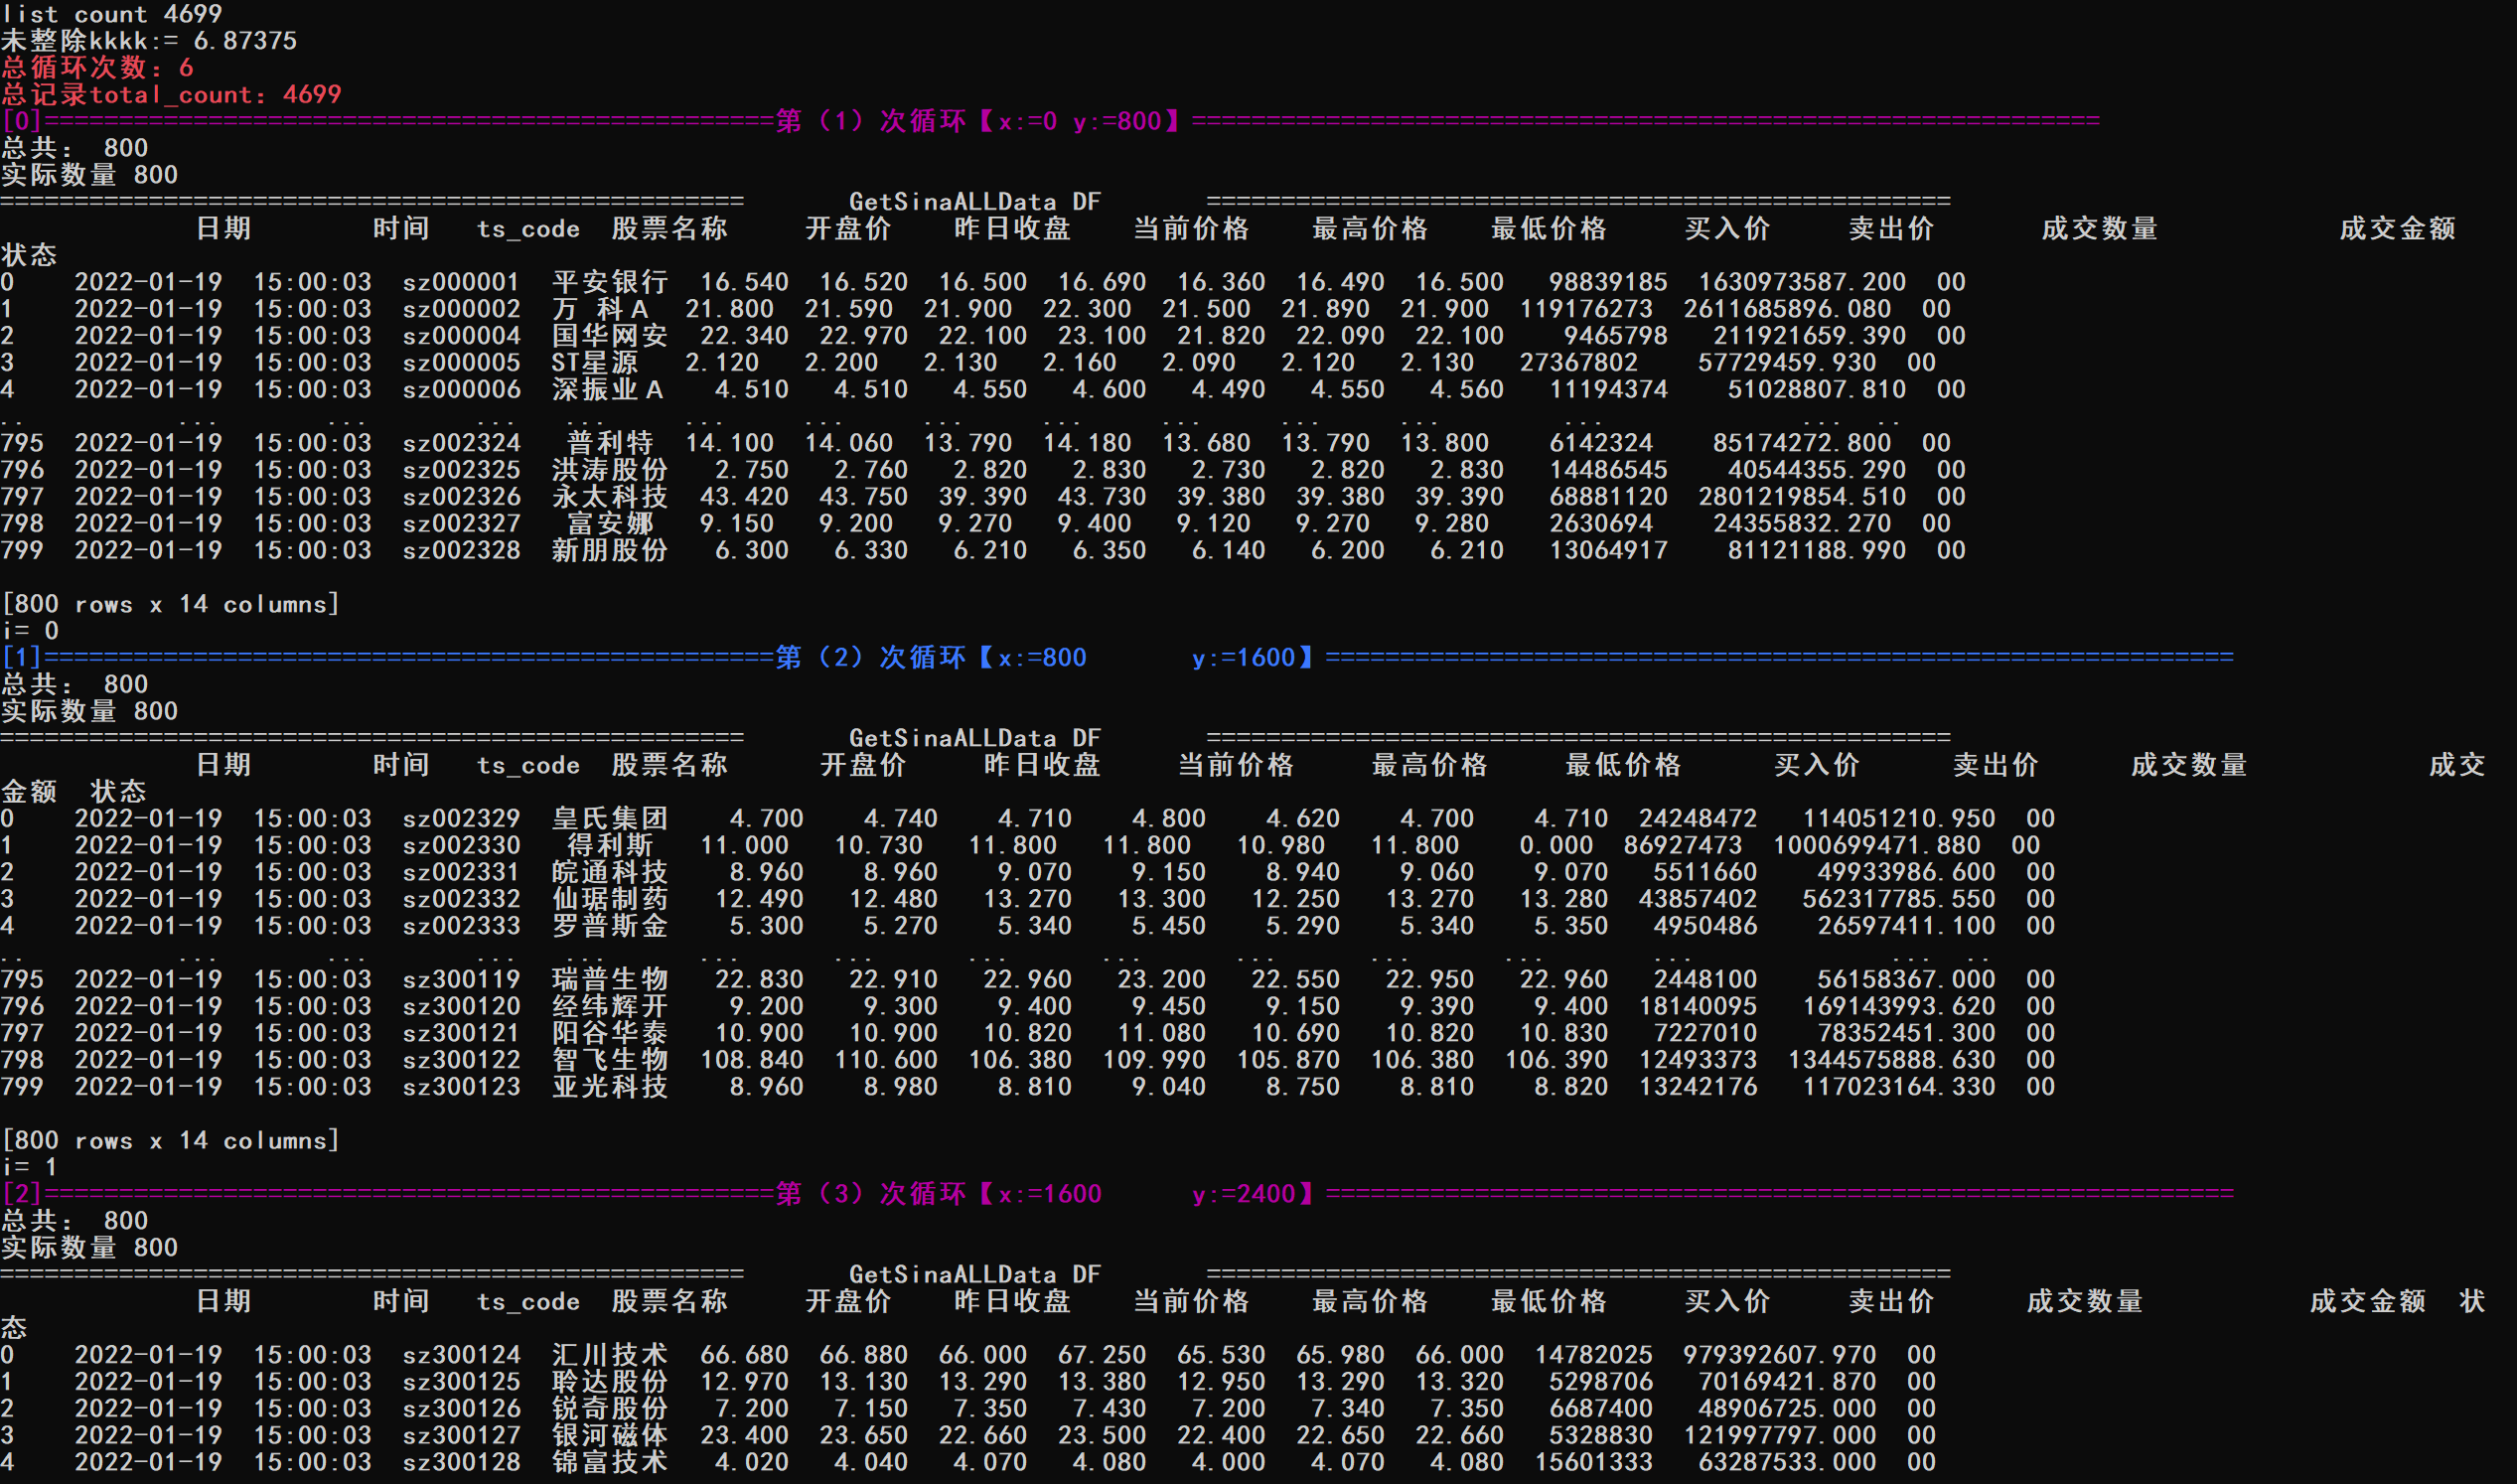 list count 4699
未整除kkkk:= 6.87375
总循环次数：6
总记录total_count：4699
[0]=================================================第（1）次循环【x:=0 y:=800】=============================================================
总共： 800
实际数量 800
==================================================       GetSinaALLData DF       ==================================================
日期 时间 ts_code 股票名称 开盘价 昨日收盘 当前价格 最高价格 最低价格 买入价 卖出价 成交数量 成交金额
状态
0 2022-01-19 15:00:03 sz000001 平安银行 16.540 16.520 16.500 16.690 16.360 16.490 16.500 98839185 1630973587.200 00
1 2022-01-19 15:00:03 sz000002 万 科Ａ 21.800 21.590 21.900 22.300 21.500 21.890 21.900 119176273 2611685896.080 00
2 2022-01-19 15:00:03 sz000004 国华网安 22.340 22.970 22.100 23.100 21.820 22.090 22.100 9465798 211921659.390 00
3 2022-01-19 15:00:03 sz000005 ST星源 2.120 2.200 2.130 2.160 2.090 2.120 2.130 27367802 57729459.930 00
4 2022-01-19 15:00:03 sz000006 深振业Ａ 4.510 4.510 4.550 4.600 4.490 4.550 4.560 11194374 51028807.810 00
.. ... ... ... ... ... ... ... ... ... ... ... ... ... ..
795 2022-01-19 15:00:03 sz002324 普利特 14.100 14.060 13.790 14.180 13.680 13.790 13.800 6142324 85174272.800 00
796 2022-01-19 15:00:03 sz002325 洪涛股份 2.750 2.760 2.820 2.830 2.730 2.820 2.830 14486545 40544355.290 00
797 2022-01-19 15:00:03 sz002326 永太科技 43.420 43.750 39.390 43.730 39.380 39.380 39.390 68881120 2801219854.510 00
798 2022-01-19 15:00:03 sz002327 富安娜 9.150 9.200 9.270 9.400 9.120 9.270 9.280 2630694 24355832.270 00
799 2022-01-19 15:00:03 sz002328 新朋股份 6.300 6.330 6.210 6.350 6.140 6.200 6.210 13064917 81121188.990 00
[800 rows x 14 columns]
i= 0
[1]=================================================第（2）次循环【x:=800       y:=1600】=============================================================
总共： 800
实际数量 800
==================================================       GetSinaALLData DF       ==================================================
日期 时间 ts_code 股票名称 开盘价 昨日收盘 当前价格 最高价格 最低价格 买入价 卖出价 成交数量 成交
金额 状态
0 2022-01-19 15:00:03 sz002329 皇氏集团 4.700 4.740 4.710 4.800 4.620 4.700 4.710 24248472 114051210.950 00
1 2022-01-19 15:00:03 sz002330 得利斯 11.000 10.730 11.800 11.800 10.980 11.800 0.000 86927473 1000699471.880 00
2 2022-01-19 15:00:03 sz002331 皖通科技 8.960 8.960 9.070 9.150 8.940 9.060 9.070 5511660 49933986.600 00
3 2022-01-19 15:00:03 sz002332 仙琚制药 12.490 12.480 13.270 13.300 12.250 13.270 13.280 43857402 562317785.550 00
4 2022-01-19 15:00:03 sz002333 罗普斯金 5.300 5.270 5.340 5.450 5.290 5.340 5.350 4950486 26597411.100 00
.. ... ... ... ... ... ... ... ... ... ... ... ... ... ..
795 2022-01-19 15:00:03 sz300119 瑞普生物 22.830 22.910 22.960 23.200 22.550 22.950 22.960 2448100 56158367.000 00
796 2022-01-19 15:00:03 sz300120 经纬辉开 9.200 9.300 9.400 9.450 9.150 9.390 9.400 18140095 169143993.620 00
797 2022-01-19 15:00:03 sz300121 阳谷华泰 10.900 10.900 10.820 11.080 10.690 10.820 10.830 7227010 78352451.300 00
798 2022-01-19 15:00:03 sz300122 智飞生物 108.840 110.600 106.380 109.990 105.870 106.380 106.390 12493373 1344575888.630 00
799 2022-01-19 15:00:03 sz300123 亚光科技 8.960 8.980 8.810 9.040 8.750 8.810 8.820 13242176 117023164.330 00
[800 rows x 14 columns]
i= 1
[2]=================================================第（3）次循环【x:=1600      y:=2400】=============================================================
总共： 800
实际数量 800
==================================================       GetSinaALLData DF       ==================================================
日期 时间 ts_code 股票名称 开盘价 昨日收盘 当前价格 最高价格 最低价格 买入价 卖出价 成交数量 成交金额 状
态
0 2022-01-19 15:00:03 sz300124 汇川技术 66.680 66.880 66.000 67.250 65.530 65.980 66.000 14782025 979392607.970 00
1 2022-01-19 15:00:03 sz300125 聆达股份 12.970 13.130 13.290 13.380 12.950 13.290 13.320 5298706 70169421.870 00
2 2022-01-19 15:00:03 sz300126 锐奇股份 7.200 7.150 7.350 7.430 7.200 7.340 7.350 6687400 48906725.000 00
3 2022-01-19 15:00:03 sz300127 银河磁体 23.400 23.650 22.660 23.500 22.400 22.650 22.660 5328830 121997797.000 00
4 2022-01-19 15:00:03 sz300128 锦富技术 4.020 4.040 4.070 4.080 4.000 4.070 4.080 15601333 63287533.000 00